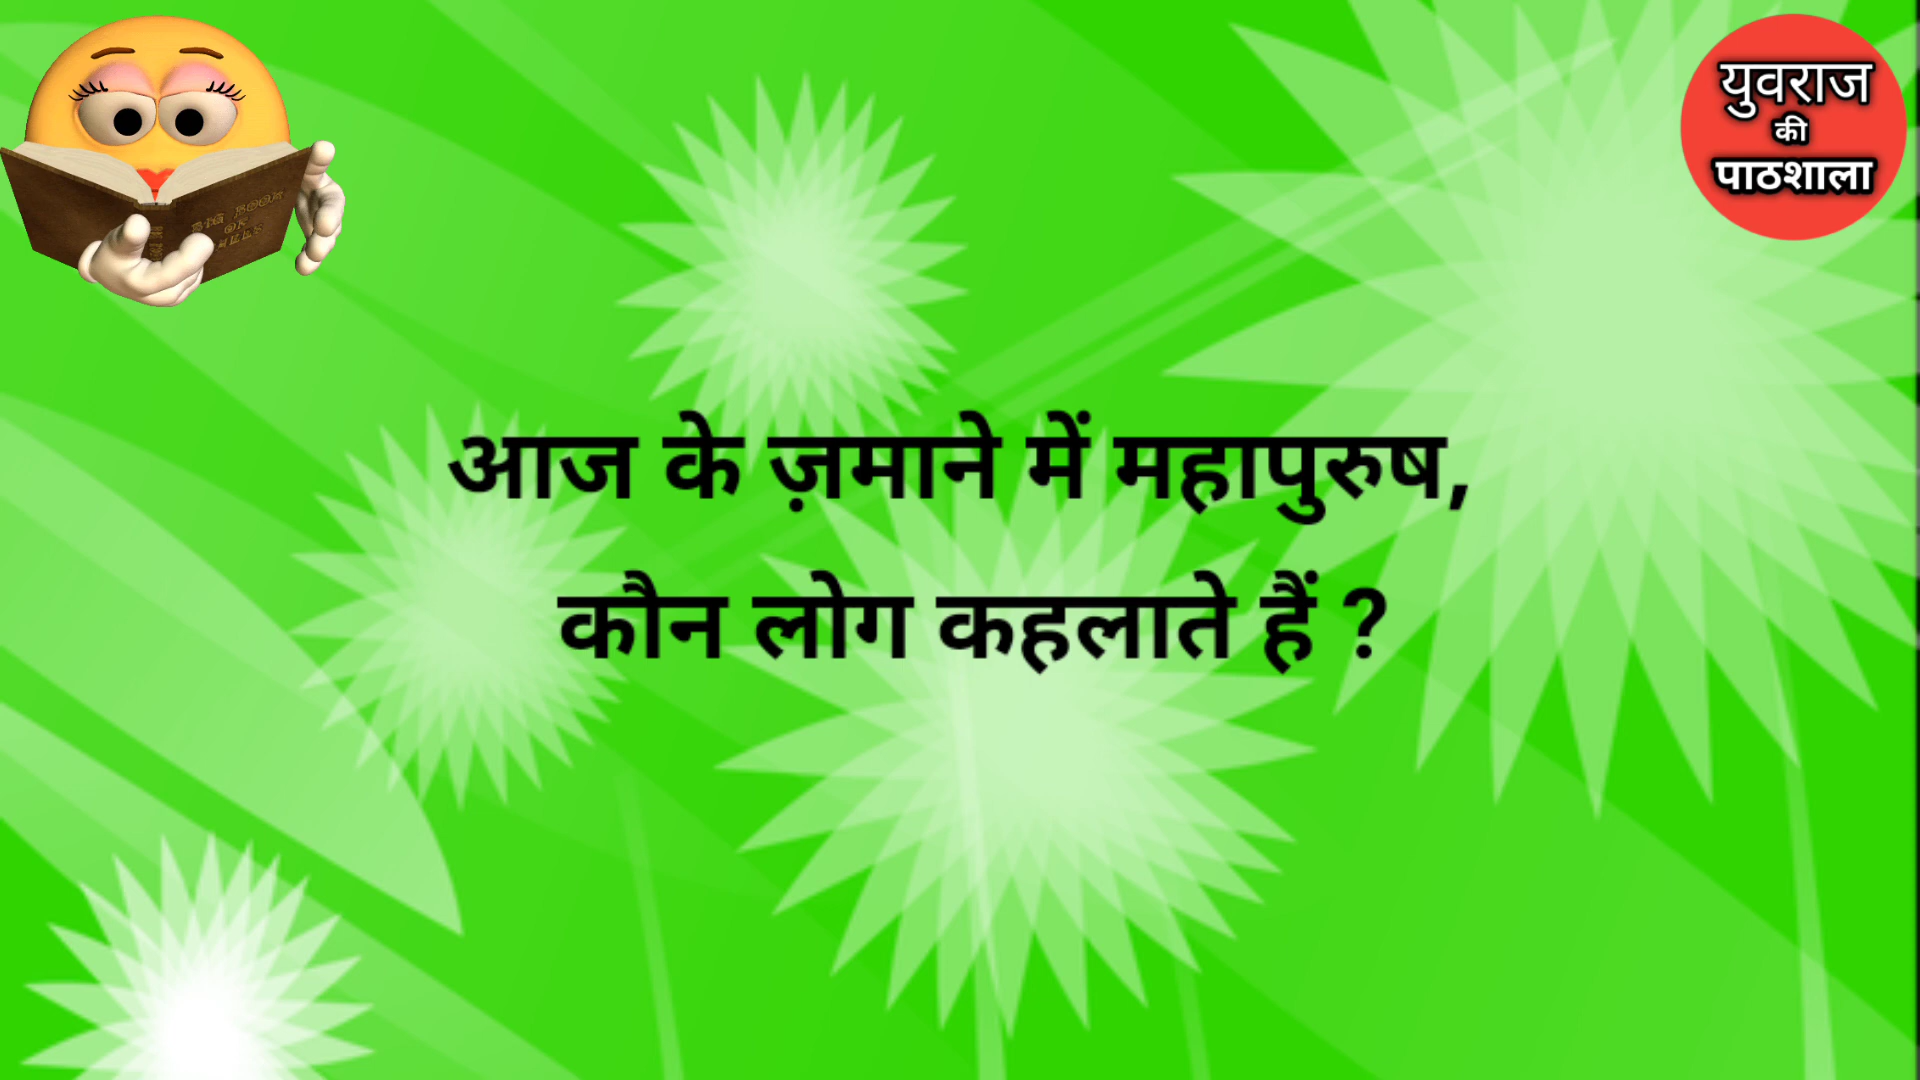 युवराज
की
पाठशाला
आज के ज़माने में महापुरुष,
कौन लोग कहलाते हैं ?